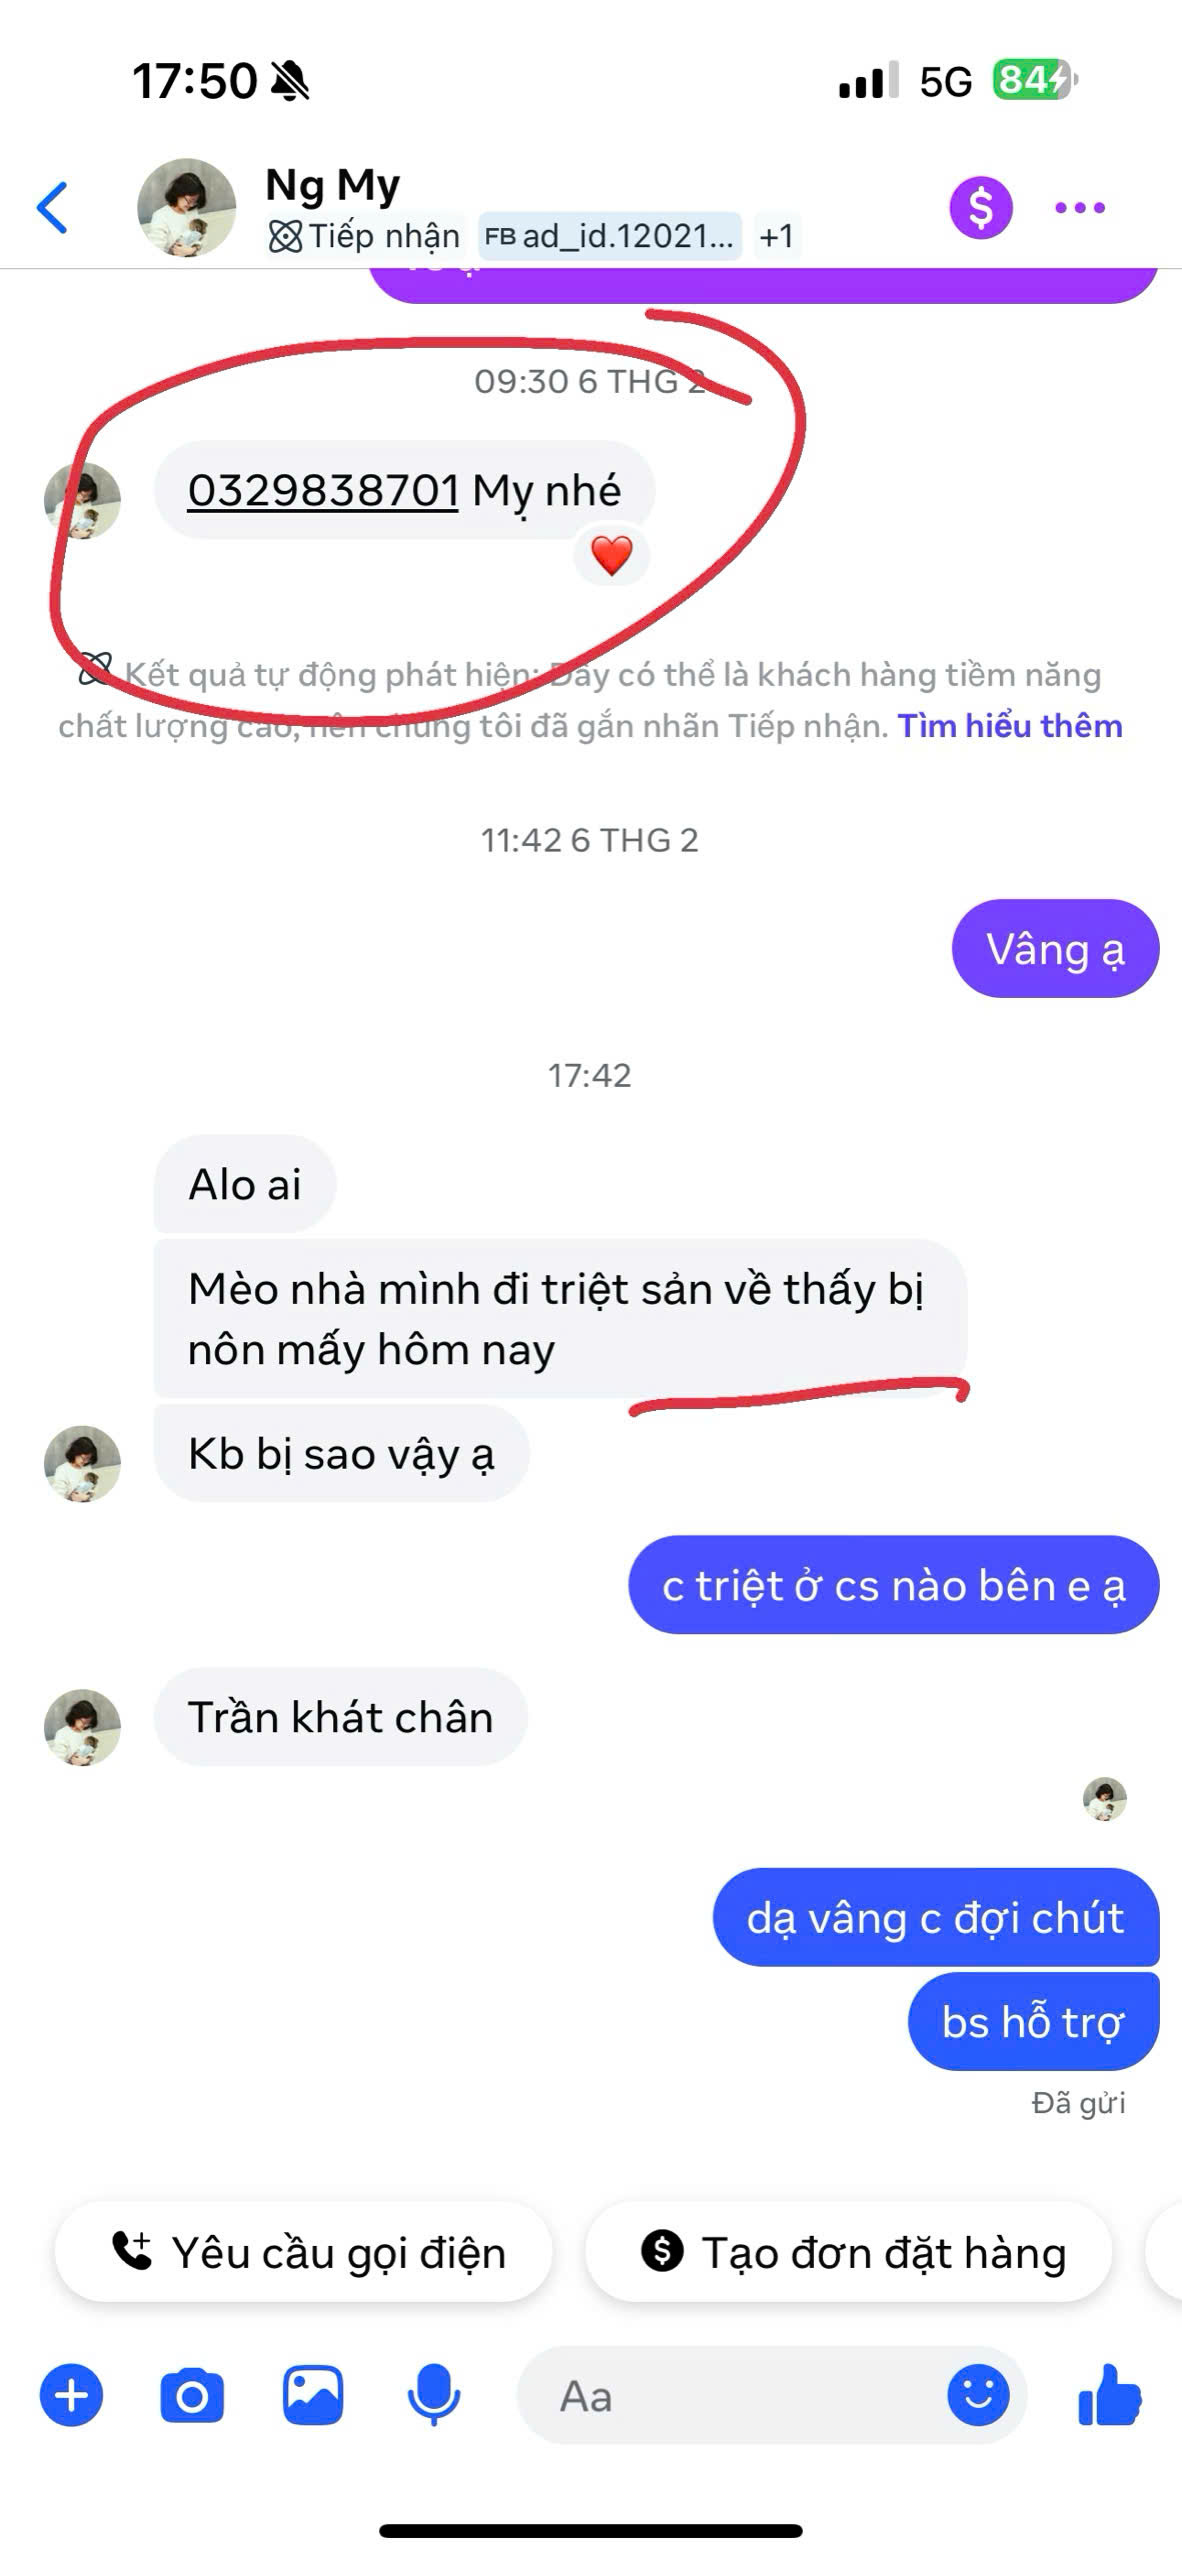 17:50
5G
84
Ng My
Tiếp nhận
FB ad_id.12021...
+1
09:30 6 THG 2
0329838701 Mỵ nhé
Kết quả tự động phát hiện: Đây có thể là khách hàng tiềm năng
chất lượng cao, nên chúng tôi đã gắn nhãn Tiếp nhận. Tìm hiểu thêm
11:42 6 THG 2
Vâng ạ
17:42
Alo ai
Mèo nhà mình đi triệt sản về thấy bị
nôn mấy hôm nay
Kb bị sao vậy ạ
c triệt ở cs nào bên e ạ
Trần khát chân
dạ vâng c đợi chút
bs hỗ trợ
Đã gửi
Yêu cầu gọi điện
Tạo đơn đặt hàng
Aa